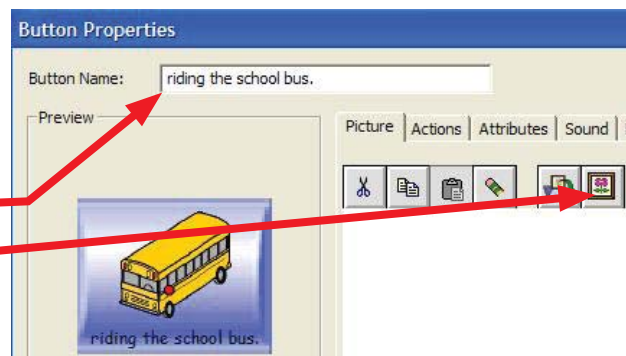 Button Properties
Button Name: riding the school bus.
Preview
Picture Actions Attributes Sound
riding the school bus.